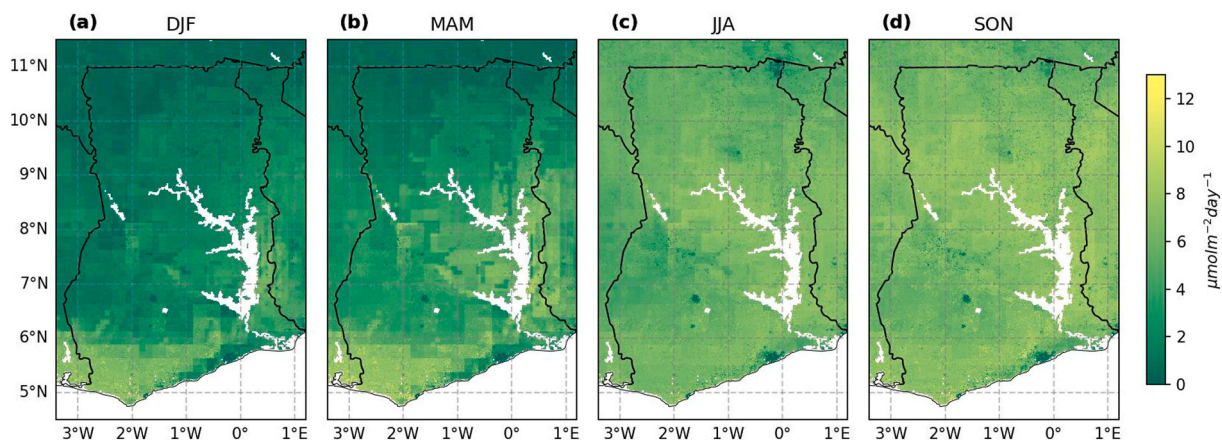 (a) DJF
(b) MAM
(c) JJA
(d) SON
11°N
10°N
9°N
8°N
7°N
6°N
5°N
3°W 2°W 1°W 0° 1°E
3°W 2°W 1°W 0° 1°E
3°W 2°W 1°W 0° 1°E
3°W 2°W 1°W 0° 1°E
12
10
8
6
4
2
0
μmolm⁻²day⁻¹